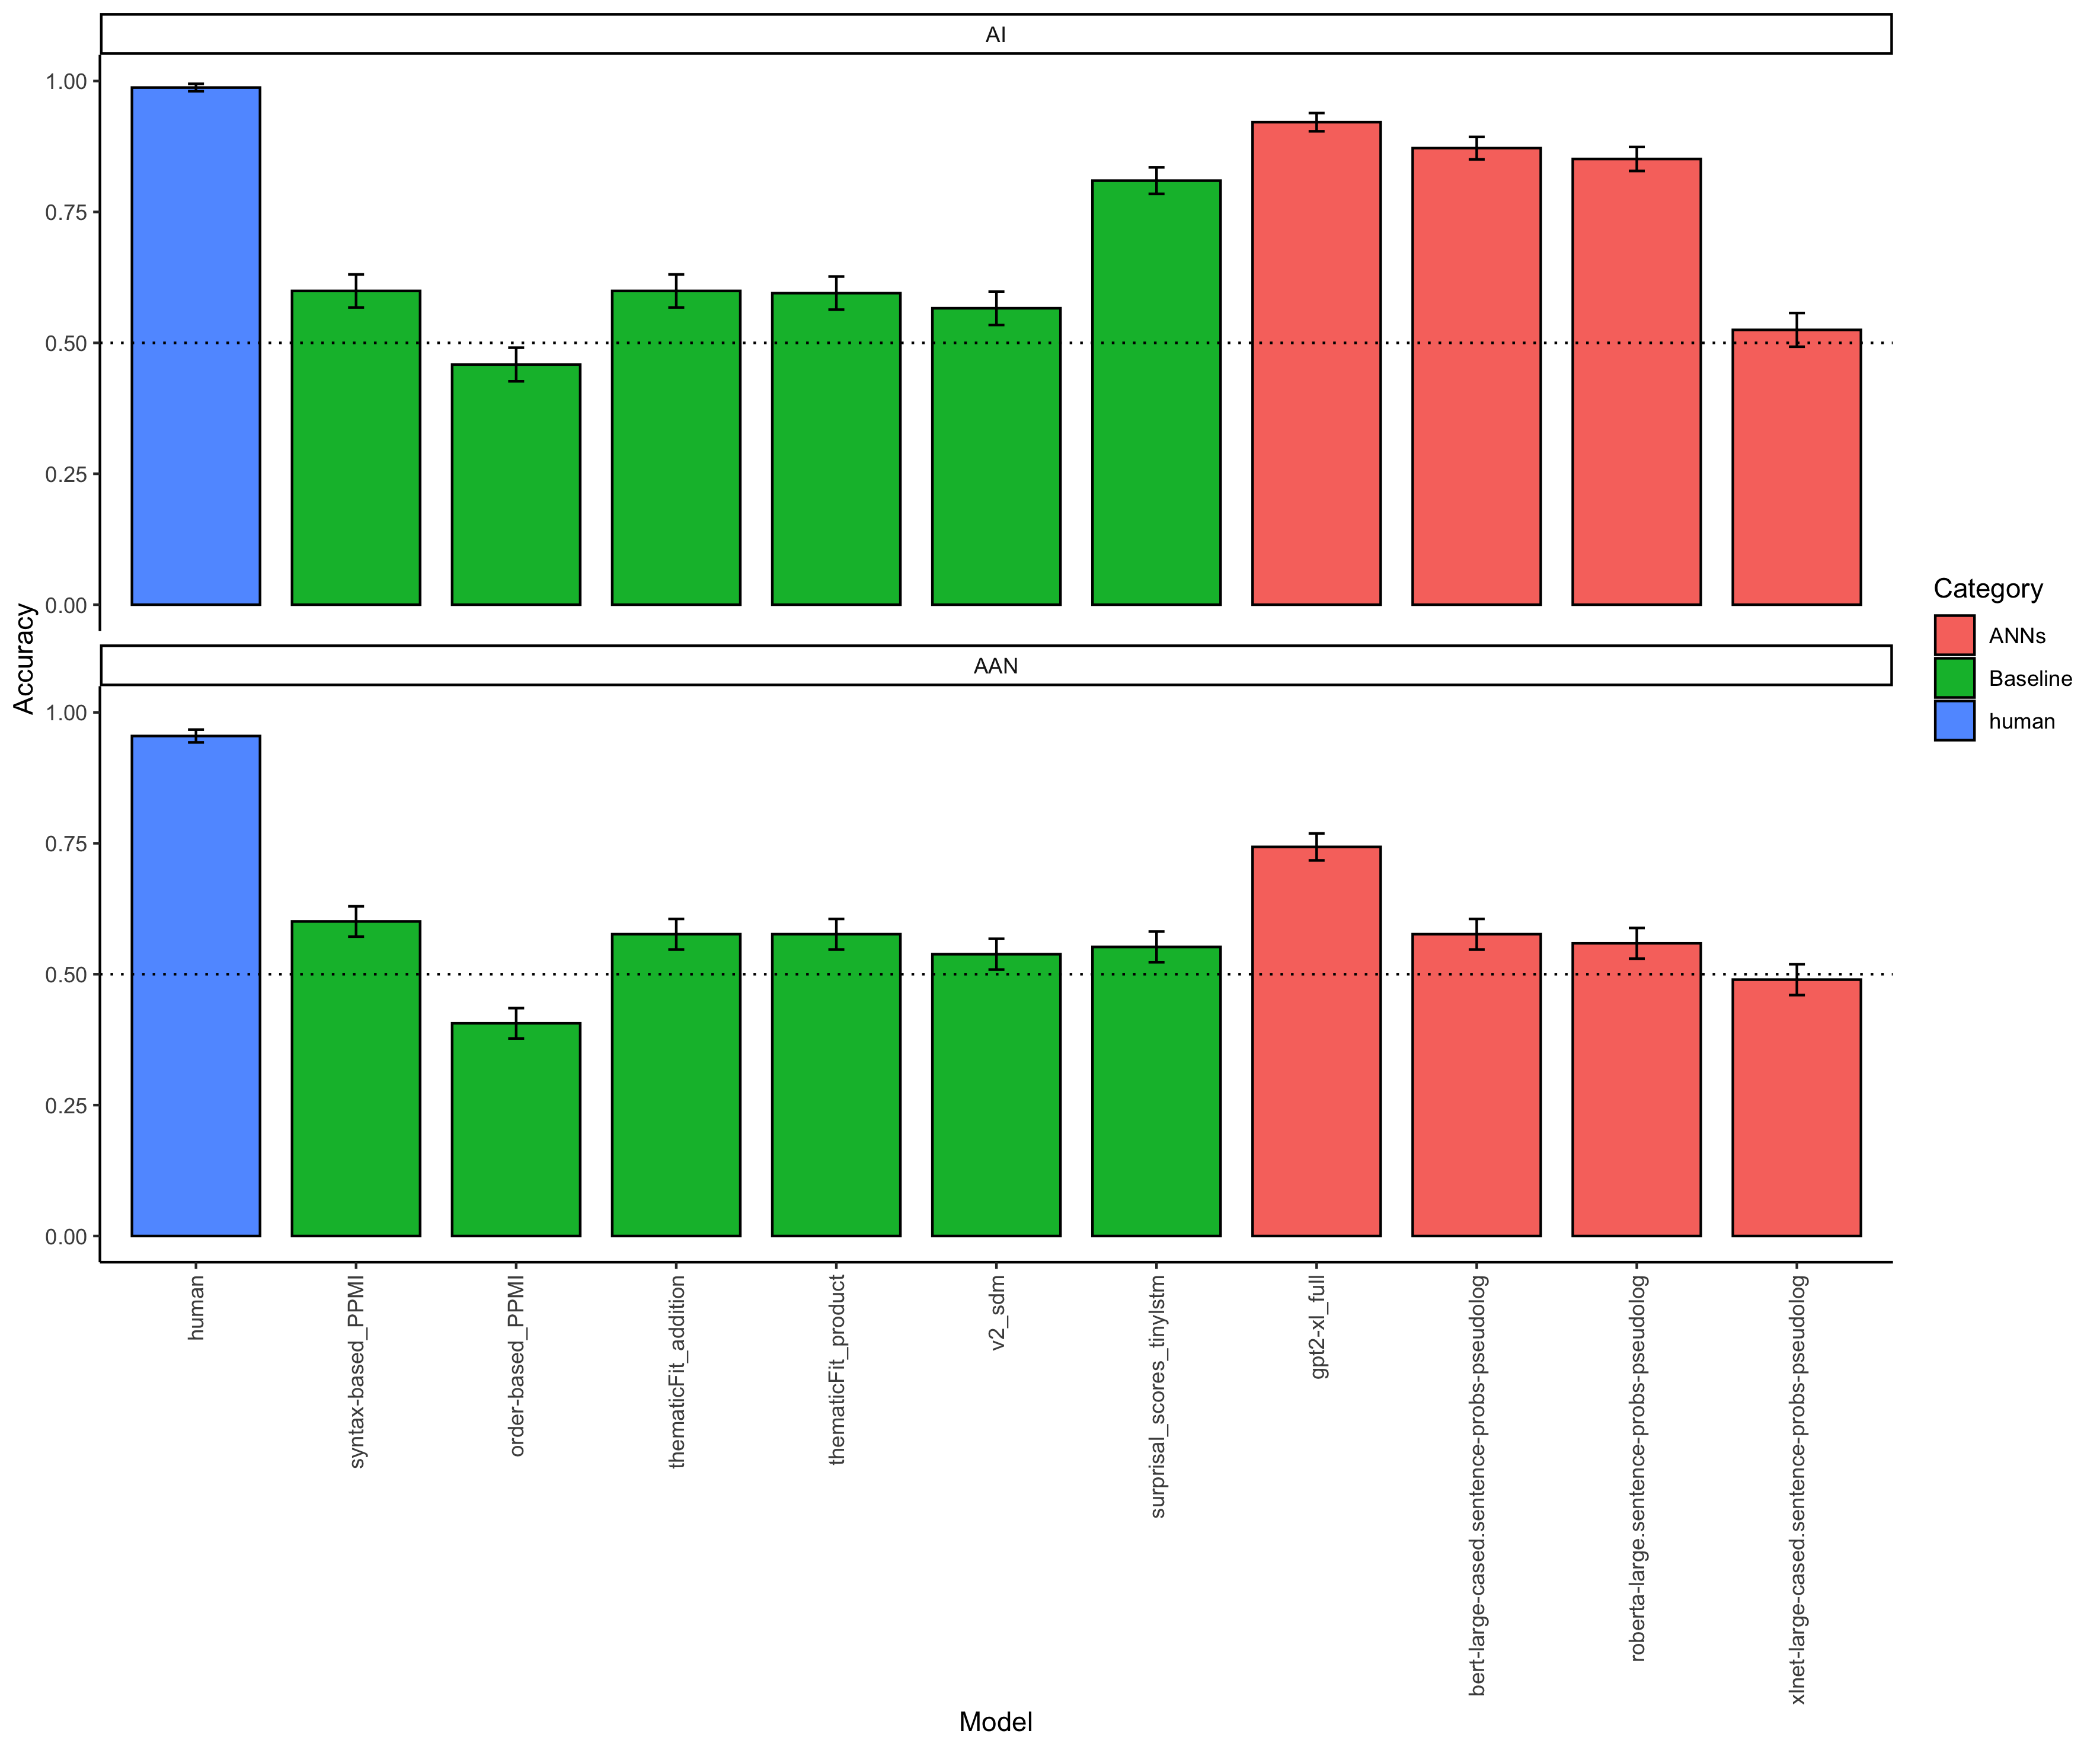 AI
1.00
0.75
0.50
0.25
0.00
Accuracy
AAN
1.00
0.75
0.50
0.25
0.00
human
syntax-based_PPMI
order-based_PPMI
thematicFit_addition
thematicFit_product
v2_sdm
surprisal_scores_tinylstm
gpt2-xl_full
bert-large-cased.sentence-probs-pseudolog
roberta-large.sentence-probs-pseudolog
xlnet-large-cased.sentence-probs-pseudolog
Model
Category
ANNs
Baseline
human